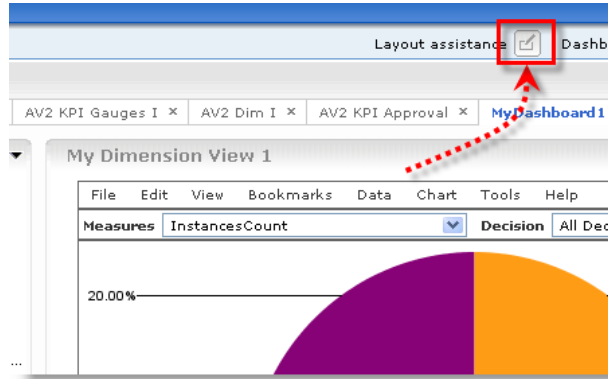 Layout assistance Dashb
AV2 KPI Gauges I × AV2 Dim I × AV2 KPI Approval × MyDashboard1
My Dimension View 1
File Edit View Bookmarks Data Chart Tools Help
Measures InstancesCount Decision All Dec
20.00%
...